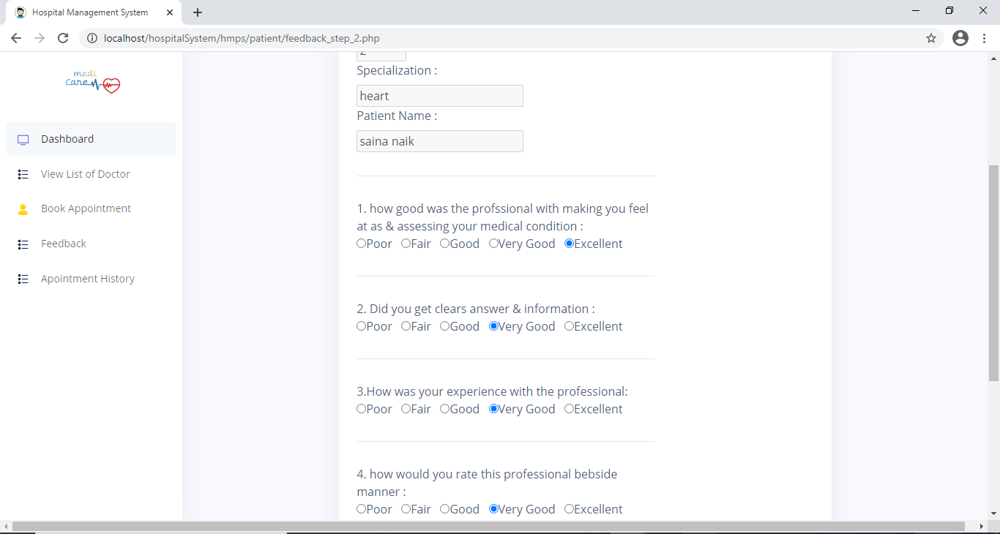 Hospital Management System
localhost/hospitalSystem/hmps/patient/feedback_step_2.php
medi
care
Dashboard
View List of Doctor
Book Appointment
Feedback
Apointment History
2
Specialization :
heart
Patient Name :
saina naik
1. how good was the profssional with making you feel
at as & assessing your medical condition :
Poor Fair Good Very Good Excellent
2. Did you get clears answer & information :
Poor Fair Good Very Good Excellent
3.How was your experience with the professional:
Poor Fair Good Very Good Excellent
4. how would you rate this professional bebside
manner :
Poor Fair Good Very Good Excellent